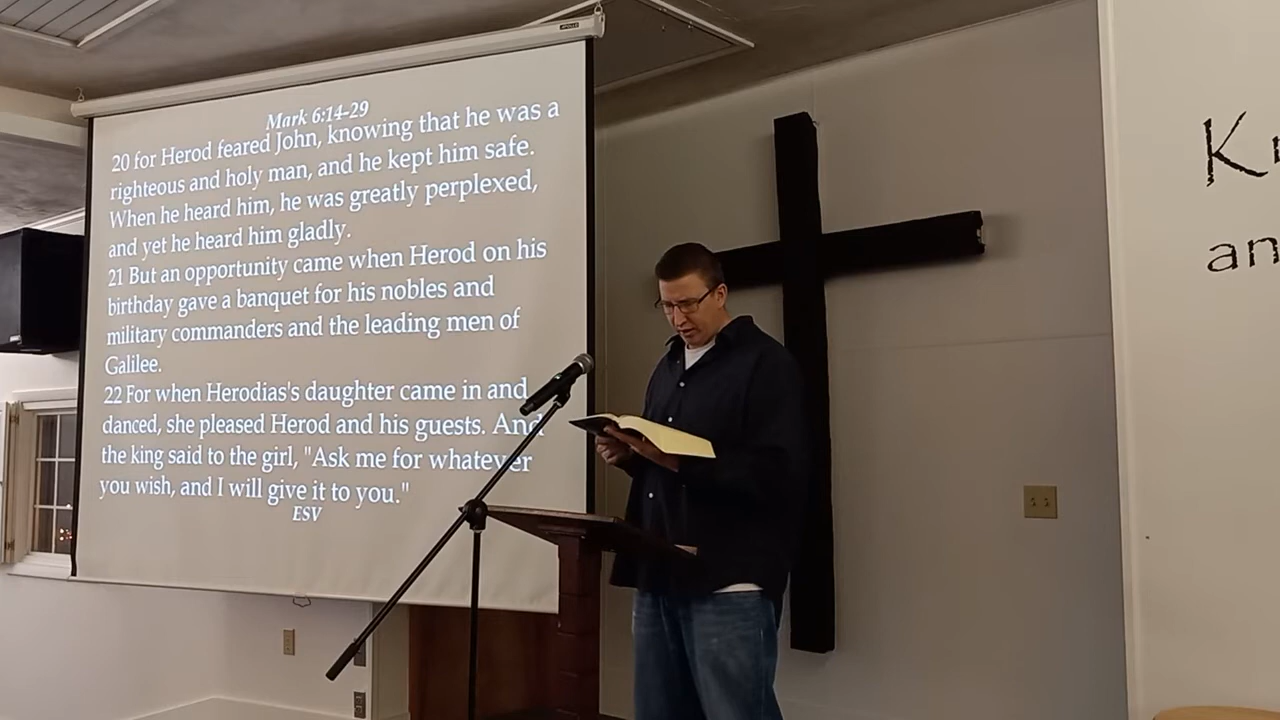 Mark 6:14-29
20 for Herod feared John, knowing that he was a
righteous and holy man, and he kept him safe.
When he heard him, he was greatly perplexed,
and yet he heard him gladly.
21 But an opportunity came when Herod on his
birthday gave a banquet for his nobles and
military commanders and the leading men of
Galilee.
22 For when Herodias's daughter came in and
danced, she pleased Herod and his guests. And
the king said to the girl, "Ask me for whatever
you wish, and I will give it to you."
ESV